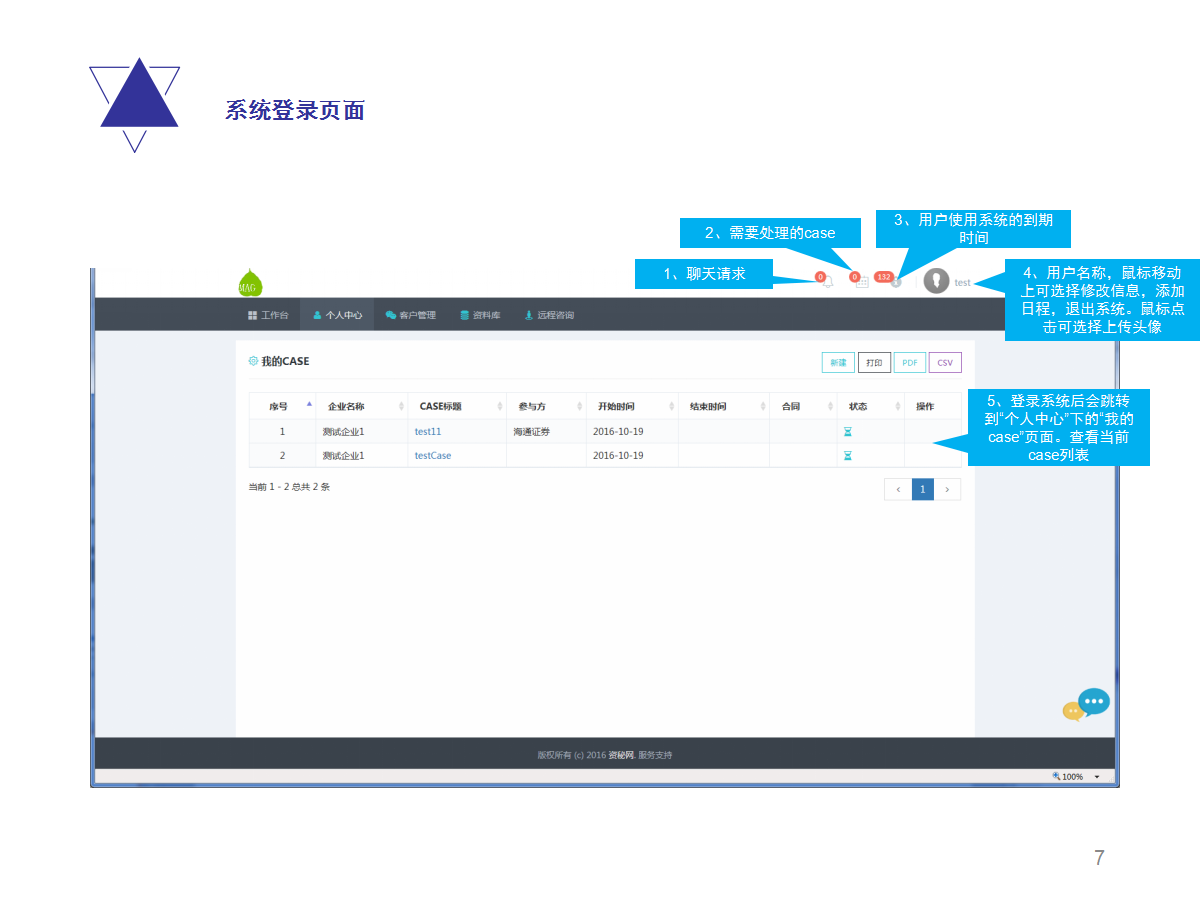 系统登录页面
2、需要处理的case
3、用户使用系统的到期
时间
1、聊天请求
4、用户名称，鼠标移动
上可选择修改信息，添加
日程，退出系统。鼠标点
击可选择上传头像
MAG
0
0
132
test
工作台 个人中心 客户管理 资料库 远程咨询
我的CASE
新建 打印 PDF CSV
序号 企业名称 CASE标题 参与方 开始时间 结束时间 合同 状态 操作
1 测试企业1 test11 海通证券 2016-10-19
2 测试企业1 testCase 2016-10-19
5、登录系统后会跳转
到“个人中心”下的“我的
case”页面。查看当前
case列表
当前 1 - 2 总共 2 条
‹ 1 ›
版权所有 (c) 2016 资秘网. 服务支持
100%
7